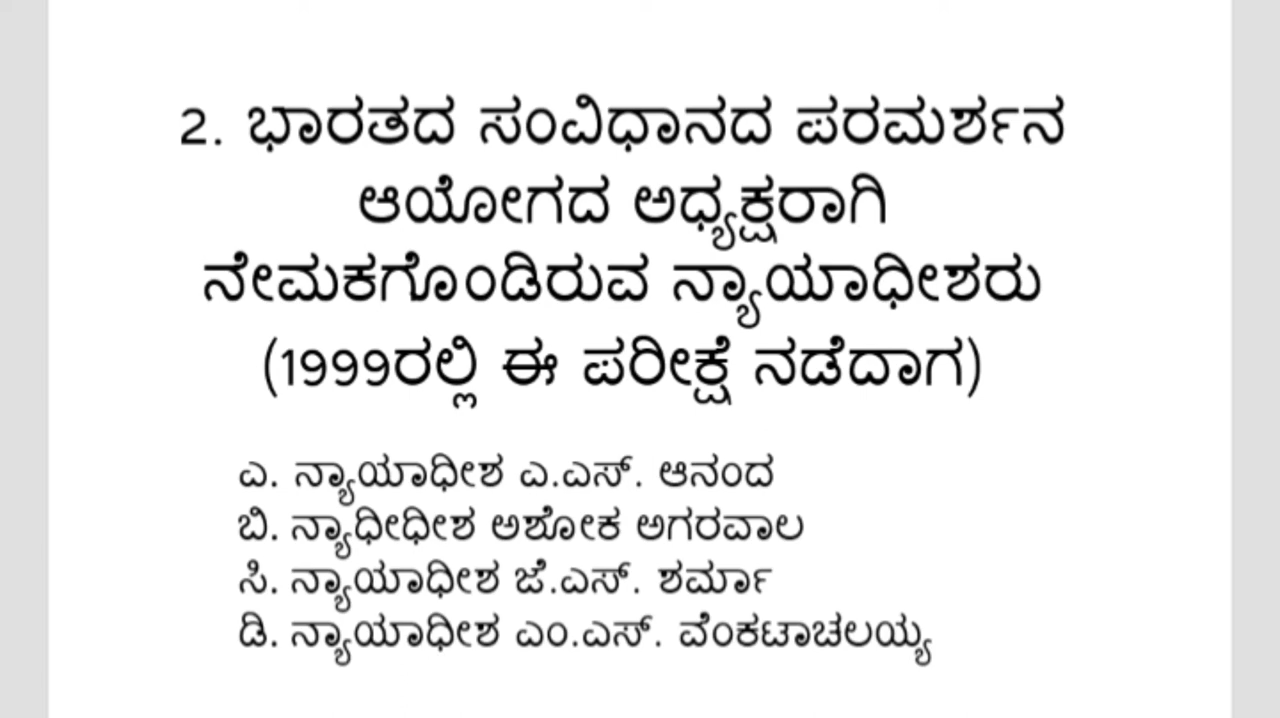 2. ಭಾರತದ ಸಂವಿಧಾನದ ಪರಮರ್ಶನ
ಆಯೋಗದ ಅಧ್ಯಕ್ಷರಾಗಿ
ನೇಮಕಗೊಂಡಿರುವ ನ್ಯಾಯಾಧೀಶರು
(1999ರಲ್ಲಿ ಈ ಪರೀಕ್ಷೆ ನಡೆದಾಗ)
ಎ. ನ್ಯಾಯಾಧೀಶ ಎ.ಎಸ್. ಆನಂದ
ಬಿ. ನ್ಯಾಧೀಧೀಶ ಅಶೋಕ ಅಗರವಾಲ
ಸಿ. ನ್ಯಾಯಾಧೀಶ ಜೆ.ಎಸ್. ಶರ್ಮಾ
ಡಿ. ನ್ಯಾಯಾಧೀಶ ಎಂ.ಎಸ್. ವೆಂಕಟಾಚಲಯ್ಯ